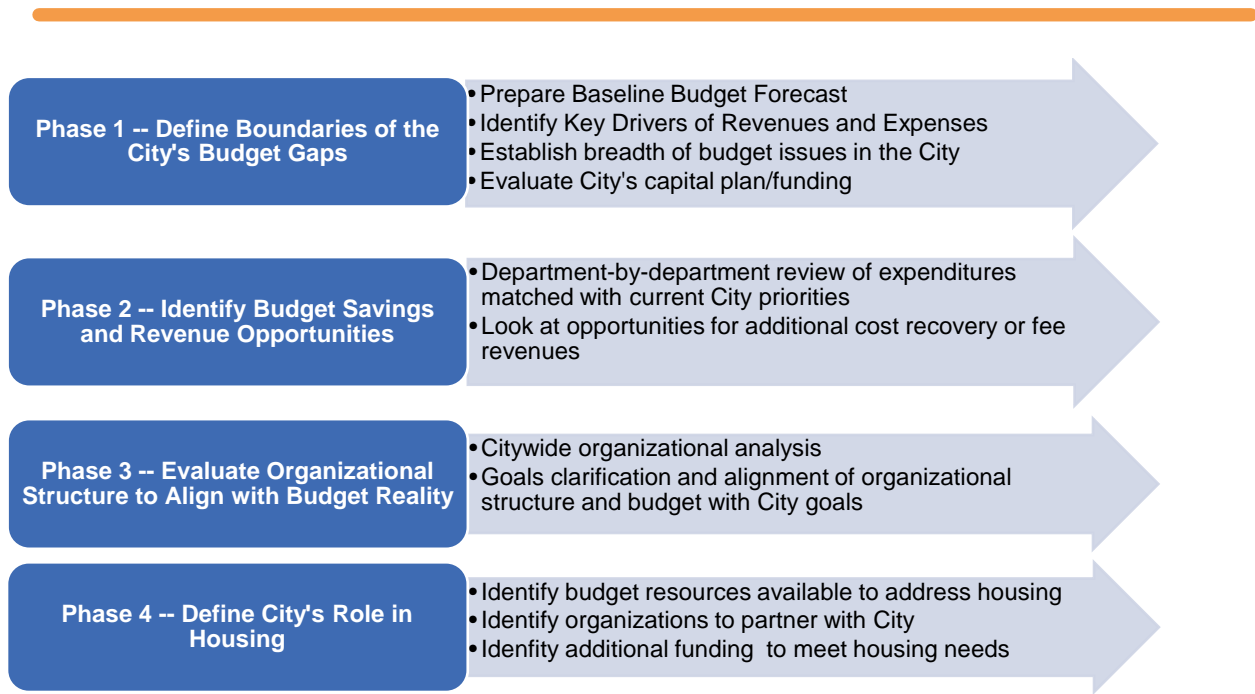 Phase 1 -- Define Boundaries of the
City's Budget Gaps
•Prepare Baseline Budget Forecast
•Identify Key Drivers of Revenues and Expenses
•Establish breadth of budget issues in the City
•Evaluate City's capital plan/funding
Phase 2 -- Identify Budget Savings
and Revenue Opportunities
•Department-by-department review of expenditures
matched with current City priorities
•Look at opportunities for additional cost recovery or fee
revenues
Phase 3 -- Evaluate Organizational
Structure to Align with Budget Reality
•Citywide organizational analysis
•Goals clarification and alignment of organizational
structure and budget with City goals
Phase 4 -- Define City's Role in
Housing
•Identify budget resources available to address housing
•Identify organizations to partner with City
•Idenfity additional funding  to meet housing needs